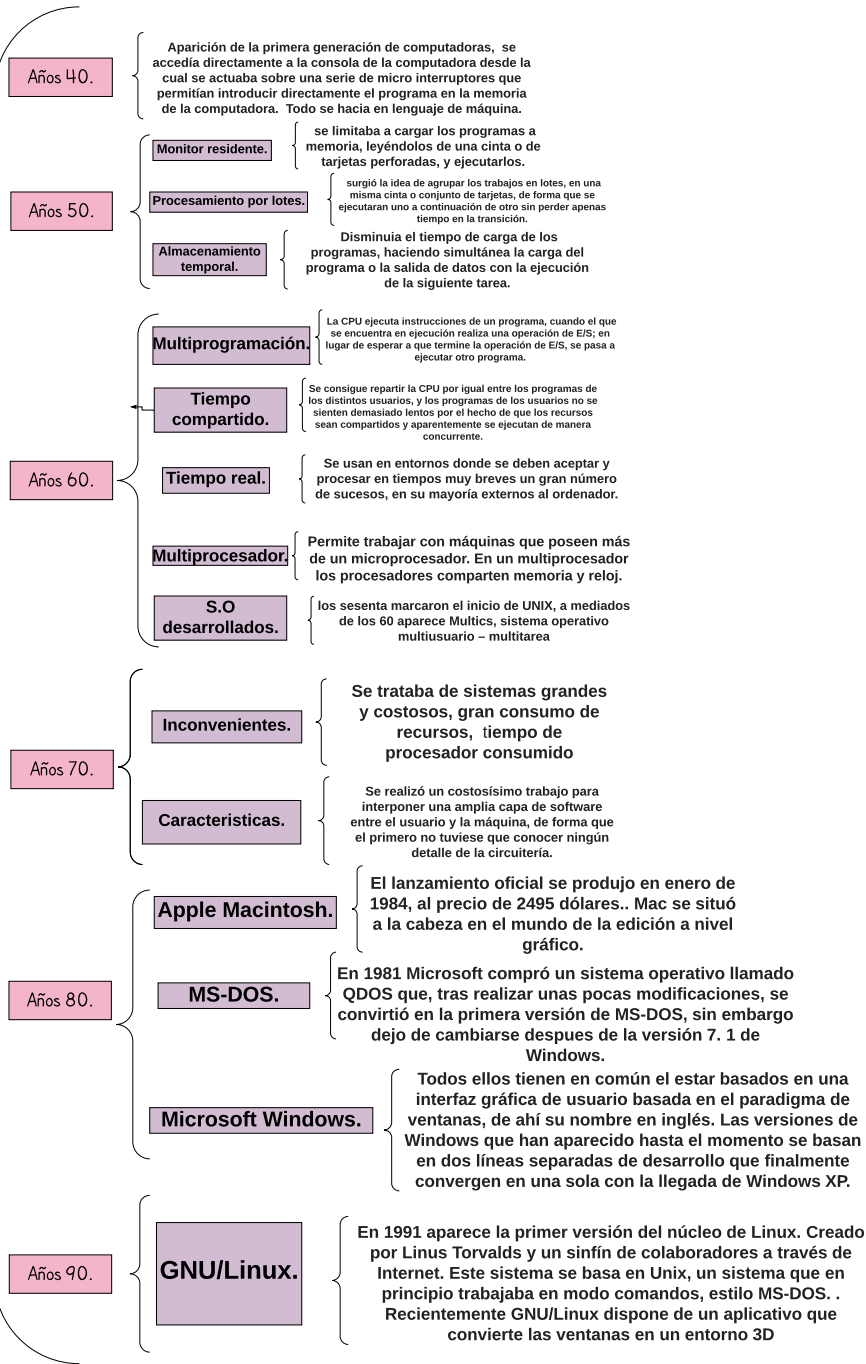 Años 40.
Aparición de la primera generación de computadoras, se
accedía directamente a la consola de la computadora desde la
cual se actuaba sobre una serie de micro interruptores que
permitían introducir directamente el programa en la memoria
de la computadora. Todo se hacia en lenguaje de máquina.
Años 50.
Monitor residente.
se limitaba a cargar los programas a
memoria, leyéndolos de una cinta o de
tarjetas perforadas, y ejecutarlos.
Procesamiento por lotes.
surgió la idea de agrupar los trabajos en lotes, en una
misma cinta o conjunto de tarjetas, de forma que se
ejecutaran uno a continuación de otro sin perder apenas
tiempo en la transición.
Almacenamiento
temporal.
Disminuia el tiempo de carga de los
programas, haciendo simultánea la carga del
programa o la salida de datos con la ejecución
de la siguiente tarea.
Años 60.
Multiprogramación.
La CPU ejecuta instrucciones de un programa, cuando el que
se encuentra en ejecución realiza una operación de E/S; en
lugar de esperar a que termine la operación de E/S, se pasa a
ejecutar otro programa.
Tiempo
compartido.
Se consigue repartir la CPU por igual entre los programas de
los distintos usuarios, y los programas de los usuarios no se
sienten demasiado lentos por el hecho de que los recursos
sean compartidos y aparentemente se ejecutan de manera
concurrente.
Tiempo real.
Se usan en entornos donde se deben aceptar y
procesar en tiempos muy breves un gran número
de sucesos, en su mayoría externos al ordenador.
Multiprocesador.
Permite trabajar con máquinas que poseen más
de un microprocesador. En un multiprocesador
los procesadores comparten memoria y reloj.
S.O
desarrollados.
los sesenta marcaron el inicio de UNIX, a mediados
de los 60 aparece Multics, sistema operativo
multiusuario – multitarea
Años 70.
Inconvenientes.
Se trataba de sistemas grandes
y costosos, gran consumo de
recursos, tiempo de
procesador consumido
Caracteristicas.
Se realizó un costosísimo trabajo para
interponer una amplia capa de software
entre el usuario y la máquina, de forma que
el primero no tuviese que conocer ningún
detalle de la circuitería.
Años 80.
Apple Macintosh.
El lanzamiento oficial se produjo en enero de
1984, al precio de 2495 dólares.. Mac se situó
a la cabeza en el mundo de la edición a nivel
gráfico.
MS-DOS.
En 1981 Microsoft compró un sistema operativo llamado
QDOS que, tras realizar unas pocas modificaciones, se
convirtió en la primera versión de MS-DOS, sin embargo
dejo de cambiarse despues de la versión 7. 1 de
Windows.
Microsoft Windows.
Todos ellos tienen en común el estar basados en una
interfaz gráfica de usuario basada en el paradigma de
ventanas, de ahí su nombre en inglés. Las versiones de
Windows que han aparecido hasta el momento se basan
en dos líneas separadas de desarrollo que finalmente
convergen en una sola con la llegada de Windows XP.
Años 90.
GNU/Linux.
En 1991 aparece la primer versión del núcleo de Linux. Creado
por Linus Torvalds y un sinfín de colaboradores a través de
Internet. Este sistema se basa en Unix, un sistema que en
principio trabajaba en modo comandos, estilo MS-DOS. .
Recientemente GNU/Linux dispone de un aplicativo que
convierte las ventanas en un entorno 3D